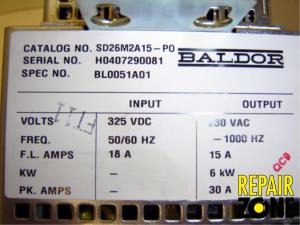 CATALOG NO. SD26M2A15-PO
SERIAL NO. H0407290081
SPEC NO. BL0051A01
BALDOR
INPUT OUTPUT
VOLTS 325 VDC 230 VAC
FREQ. 50/60 HZ —1000 HZ
F.L. AMPS 18 A 15 A
KW — 6 kW
PK. AMPS — 30 A
FT11
REPAIR
ZONE